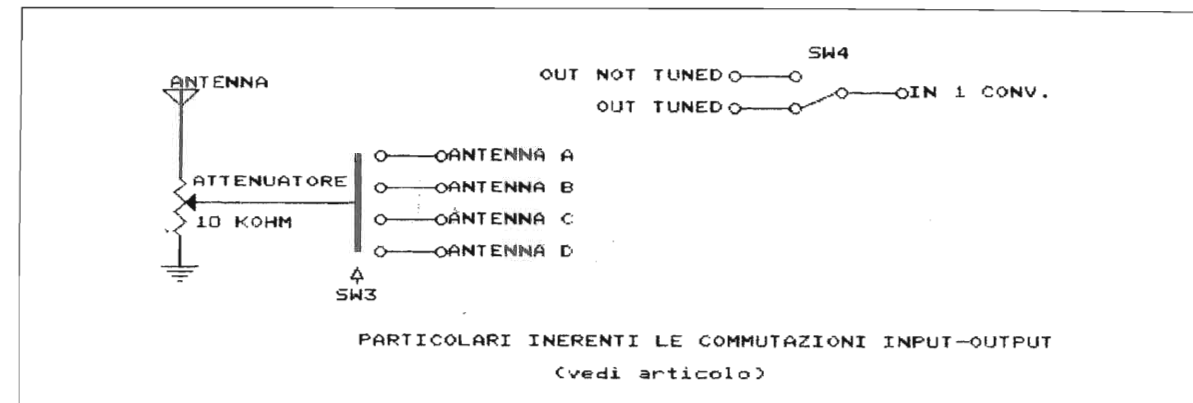 SW4
OUT NOT TUNED
IN 1 CONV.
OUT TUNED
ANTENNA
ANTENNA A
ATTENUATORE
ANTENNA B
10 KOHM
ANTENNA C
ANTENNA D
SW3
PARTICOLARI INERENTI LE COMMUTAZIONI INPUT-OUTPUT
(vedi articolo)